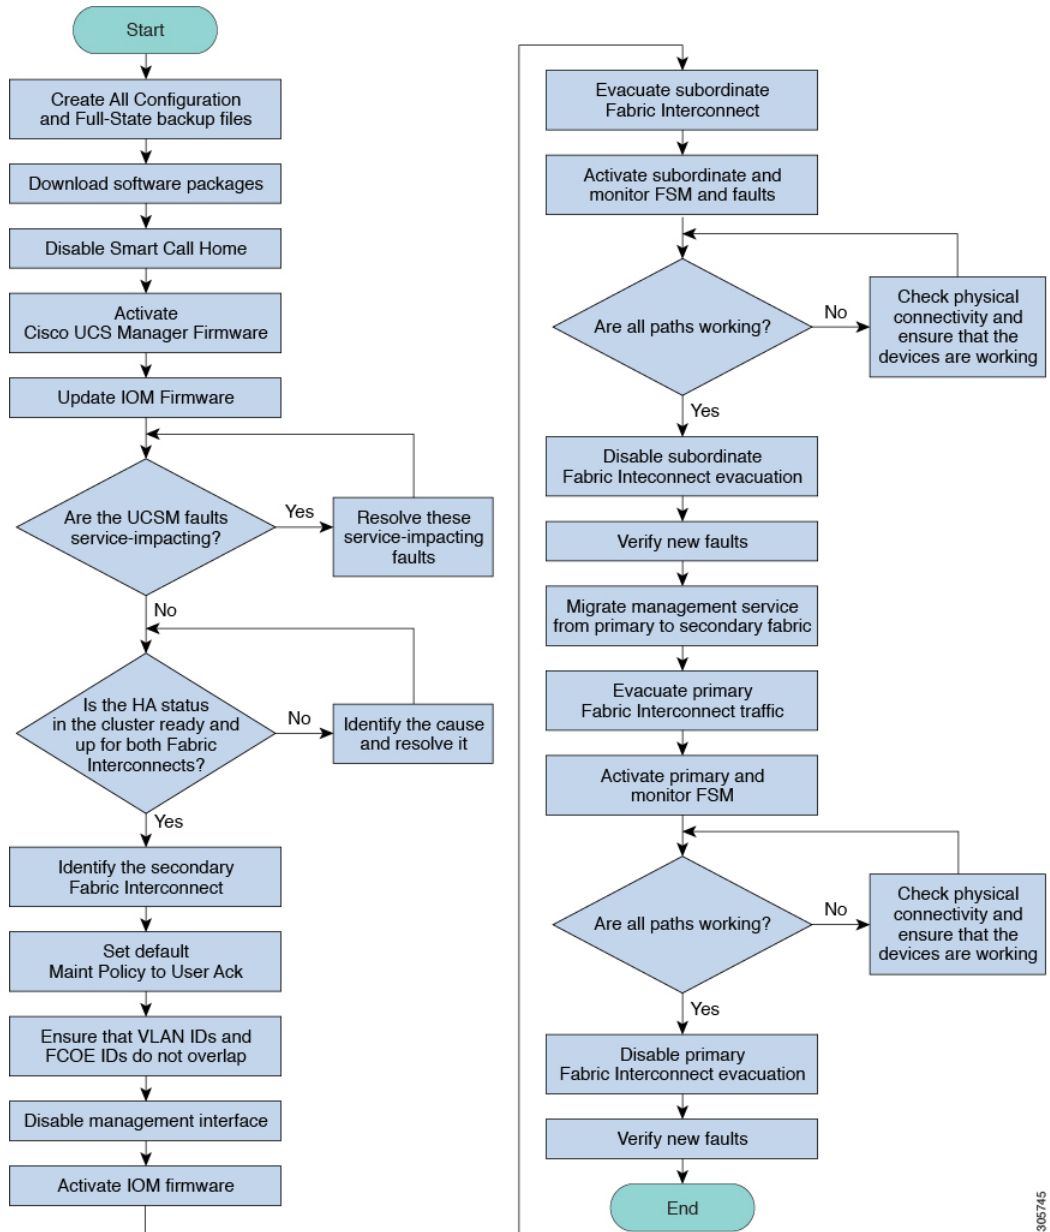 Start
Create All Configuration
and Full-State backup files
Download software packages
Disable Smart Call Home
Activate
Cisco UCS Manager Firmware
Update IOM Firmware
Are the UCSM faults
service-impacting?
Yes
Resolve these
service-impacting
faults
No
Is the HA status
in the cluster ready and
up for both Fabric
Interconnects?
No
Identify the cause
and resolve it
Yes
Identify the secondary
Fabric Interconnect
Set default
Maint Policy to User Ack
Ensure that VLAN IDs and
FCOE IDs do not overlap
Disable management interface
Activate IOM firmware
Evacuate subordinate
Fabric Interconnect
Activate subordinate and
monitor FSM and faults
Are all paths working?
No
Check physical
connectivity and
ensure that the
devices are working
Yes
Disable subordinate
Fabric Inteconnect evacuation
Verify new faults
Migrate management service
from primary to secondary fabric
Evacuate primary
Fabric Interconnect traffic
Activate primary and
monitor FSM
Are all paths working?
No
Check physical
connectivity and
ensure that the
devices are working
Yes
Disable primary
Fabric Interconnect evacuation
Verify new faults
End
305745